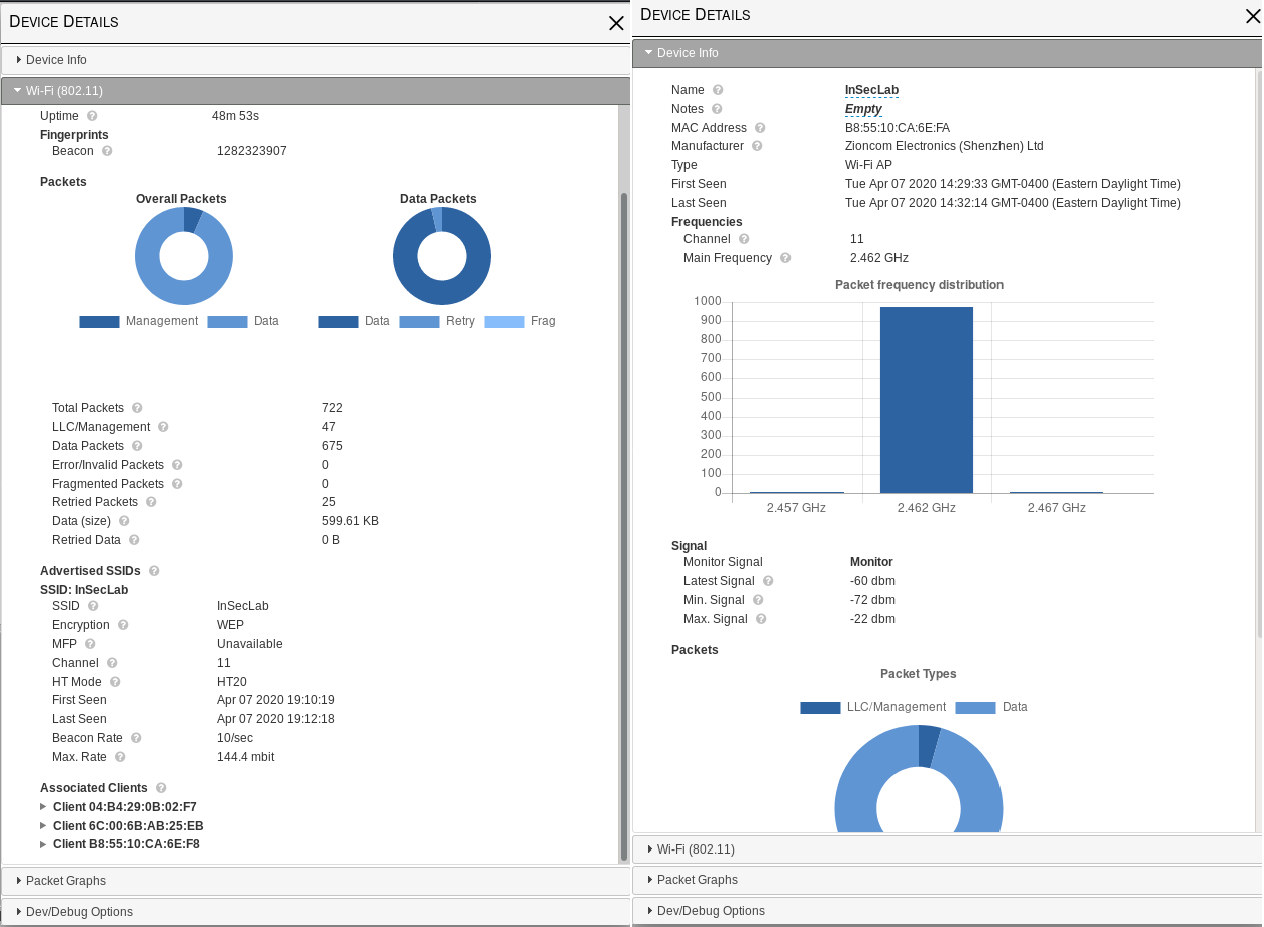 DEVICE DETAILS
Device Info
Wi-Fi (802.11)
Uptime 48m 53s
Fingerprints
Beacon 1282323907
Packets
Overall Packets Data Packets
Management Data Data Retry Frag
Total Packets 722
LLC/Management 47
Data Packets 675
Error/Invalid Packets 0
Fragmented Packets 0
Retried Packets 25
Data (size) 599.61 KB
Retried Data 0 B
Advertised SSIDs
SSID: InSecLab
SSID InSecLab
Encryption WEP
MFP Unavailable
Channel 11
HT Mode HT20
First Seen Apr 07 2020 19:10:19
Last Seen Apr 07 2020 19:12:18
Beacon Rate 10/sec
Max. Rate 144.4 mbit
Associated Clients
Client 04:B4:29:0B:02:F7
Client 6C:00:6B:AB:25:EB
Client B8:55:10:CA:6E:F8
Packet Graphs
Dev/Debug Options
DEVICE DETAILS
Device Info
Name InSecLab
Notes Empty
MAC Address B8:55:10:CA:6E:FA
Manufacturer Zioncom Electronics (Shenzhen) Ltd
Type Wi-Fi AP
First Seen Tue Apr 07 2020 14:29:33 GMT-0400 (Eastern Daylight Time)
Last Seen Tue Apr 07 2020 14:32:14 GMT-0400 (Eastern Daylight Time)
Frequencies
Channel 11
Main Frequency 2.462 GHz
Packet frequency distribution
1000
900
800
700
600
500
400
300
200
100
0
2.457 GHz 2.462 GHz 2.467 GHz
Signal
Monitor Signal Monitor
Latest Signal -60 dbm
Min. Signal -72 dbm
Max. Signal -22 dbm
Packets
Packet Types
LLC/Management Data
Wi-Fi (802.11)
Packet Graphs
Dev/Debug Options